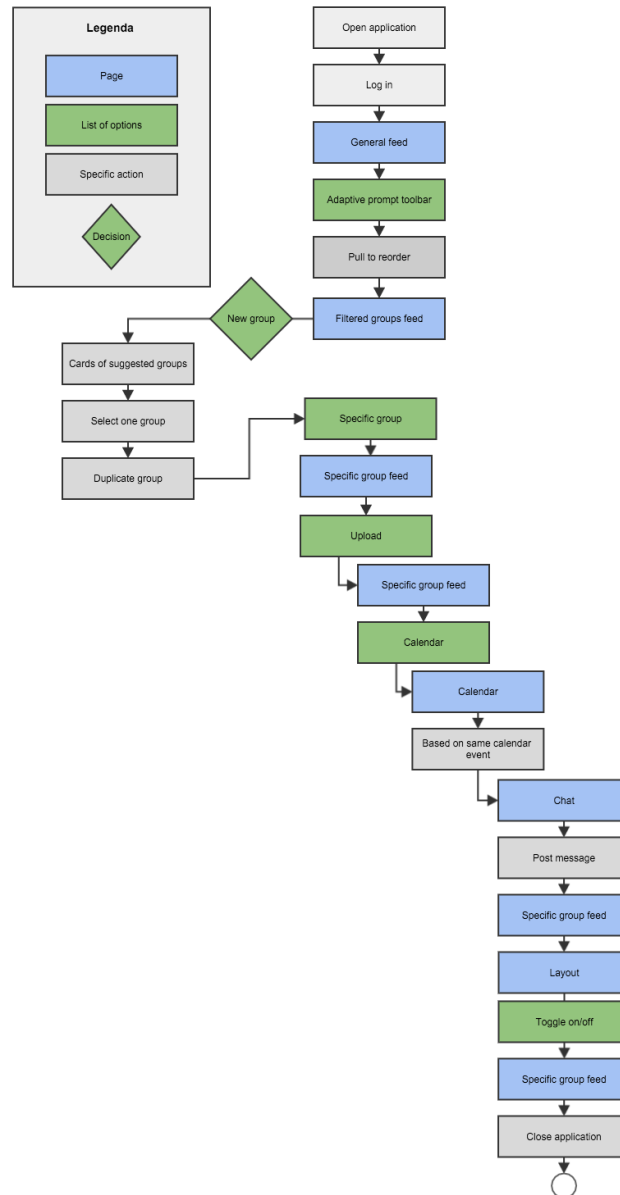 Legenda
Page
List of options
Specific action
Decision
Open application
Log in
General feed
Adaptive prompt toolbar
Pull to reorder
Filtered groups feed
New group
Cards of suggested groups
Select one group
Duplicate group
Specific group
Specific group feed
Upload
Specific group feed
Calendar
Calendar
Based on same calendar
event
Chat
Post message
Specific group feed
Layout
Toggle on/off
Specific group feed
Close application